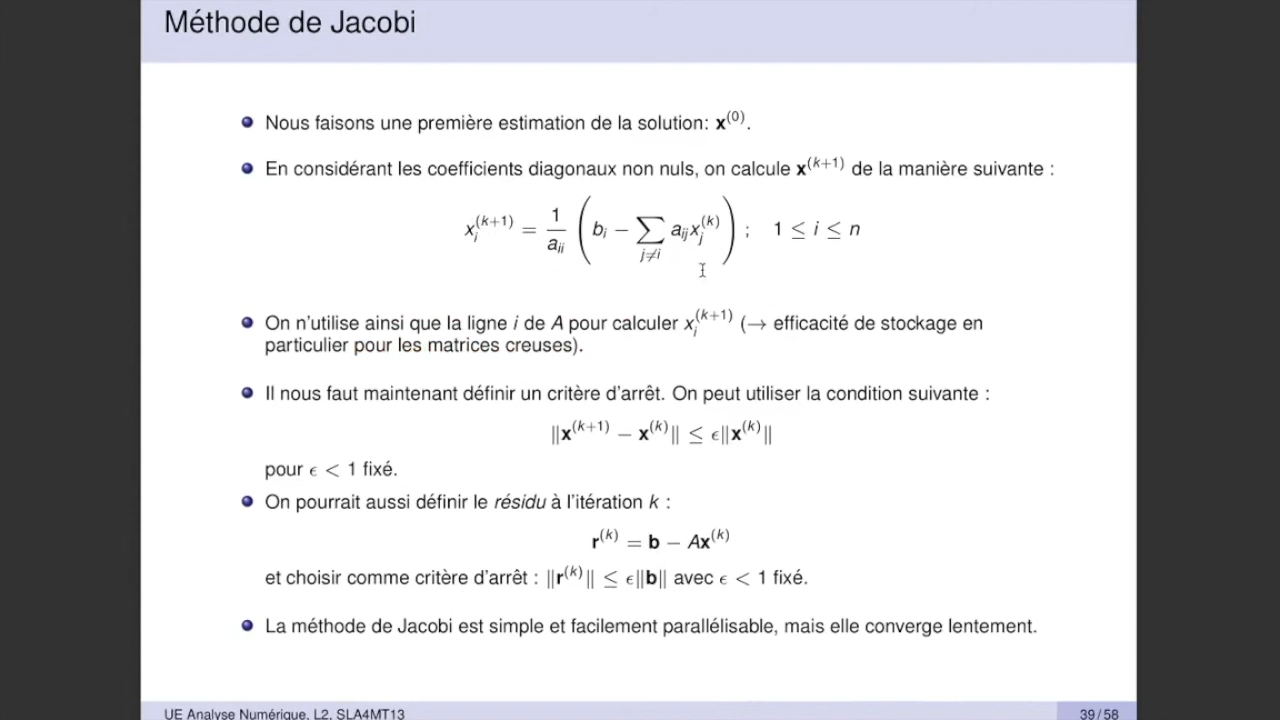 Méthode de Jacobi
Nous faisons une première estimation de la solution: x^(0).
En considérant les coefficients diagonaux non nuls, on calcule x^(k+1) de la manière suivante :
x_i^(k+1) = 1/a_ii ( b_i − ∑_{j≠i} a_ij x_j^(k) ) ; 1 ≤ i ≤ n
On n'utilise ainsi que la ligne i de A pour calculer x_i^(k+1) (→ efficacité de stockage en
particulier pour les matrices creuses).
Il nous faut maintenant définir un critère d'arrêt. On peut utiliser la condition suivante :
‖x^(k+1) − x^(k)‖ ≤ ϵ‖x^(k)‖
pour ϵ < 1 fixé.
On pourrait aussi définir le résidu à l'itération k :
r^(k) = b − Ax^(k)
et choisir comme critère d'arrêt : ‖r^(k)‖ ≤ ϵ‖b‖ avec ϵ < 1 fixé.
La méthode de Jacobi est simple et facilement parallélisable, mais elle converge lentement.
UE Analyse Numérique, L2, SLA4MT13
39 / 58